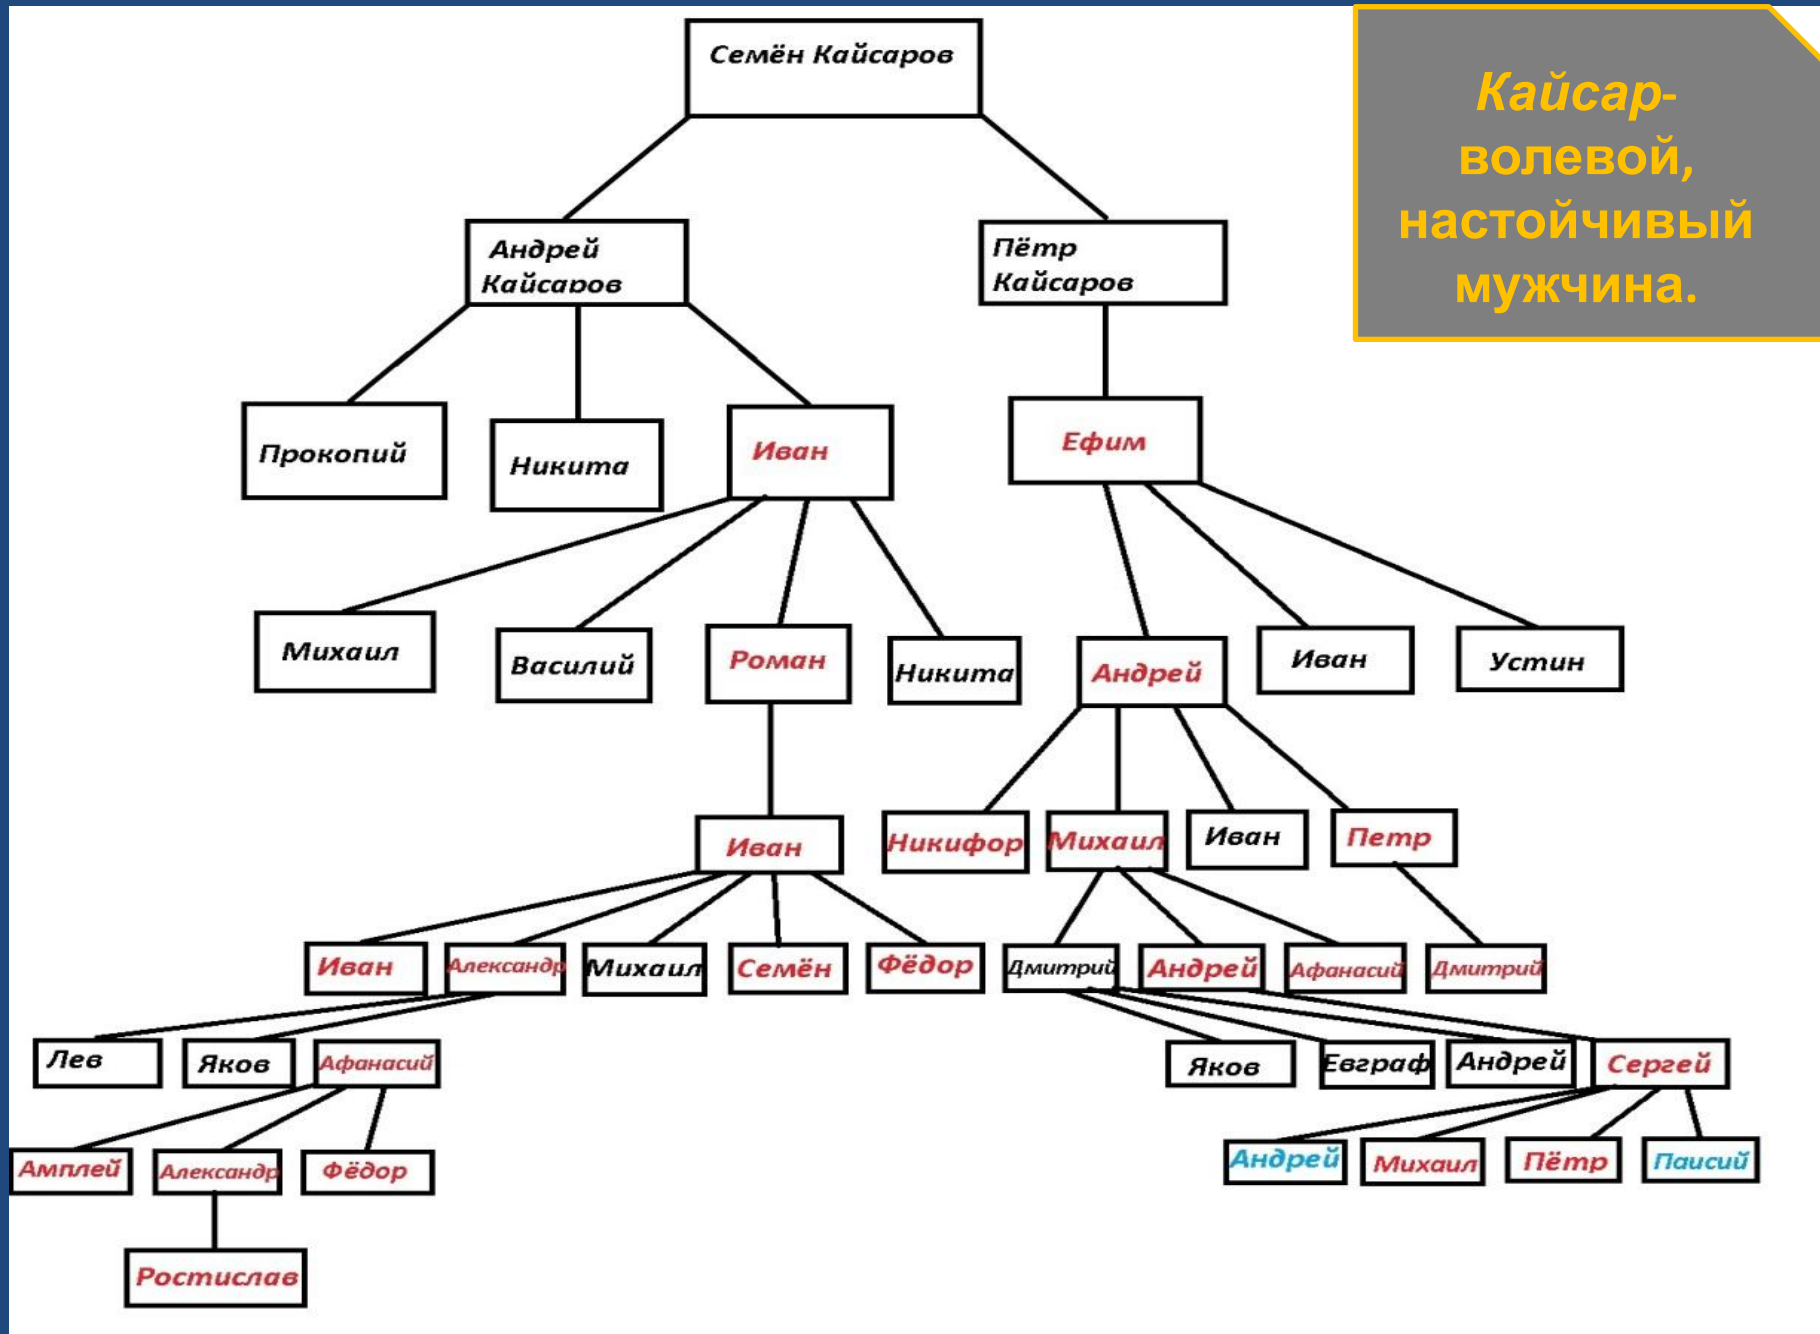 Семён Кайсаров
Кайсар-
волевой,
настойчивый
мужчина.
Андрей
Кайсаров
Пётр
Кайсаров
Прокопий
Никита
Иван
Ефим
Михаил
Василий
Роман
Никита
Андрей
Иван
Устин
Иван
Никифор
Михаил
Иван
Петр
Иван
Александр
Михаил
Семён
Фёдор
Дмитрий
Андрей
Афанасий
Дмитрий
Лев
Яков
Афанасий
Яков
Евграф
Андрей
Сергей
Амплей
Александр
Фёдор
Андрей
Михаил
Пётр
Паисий
Ростислав